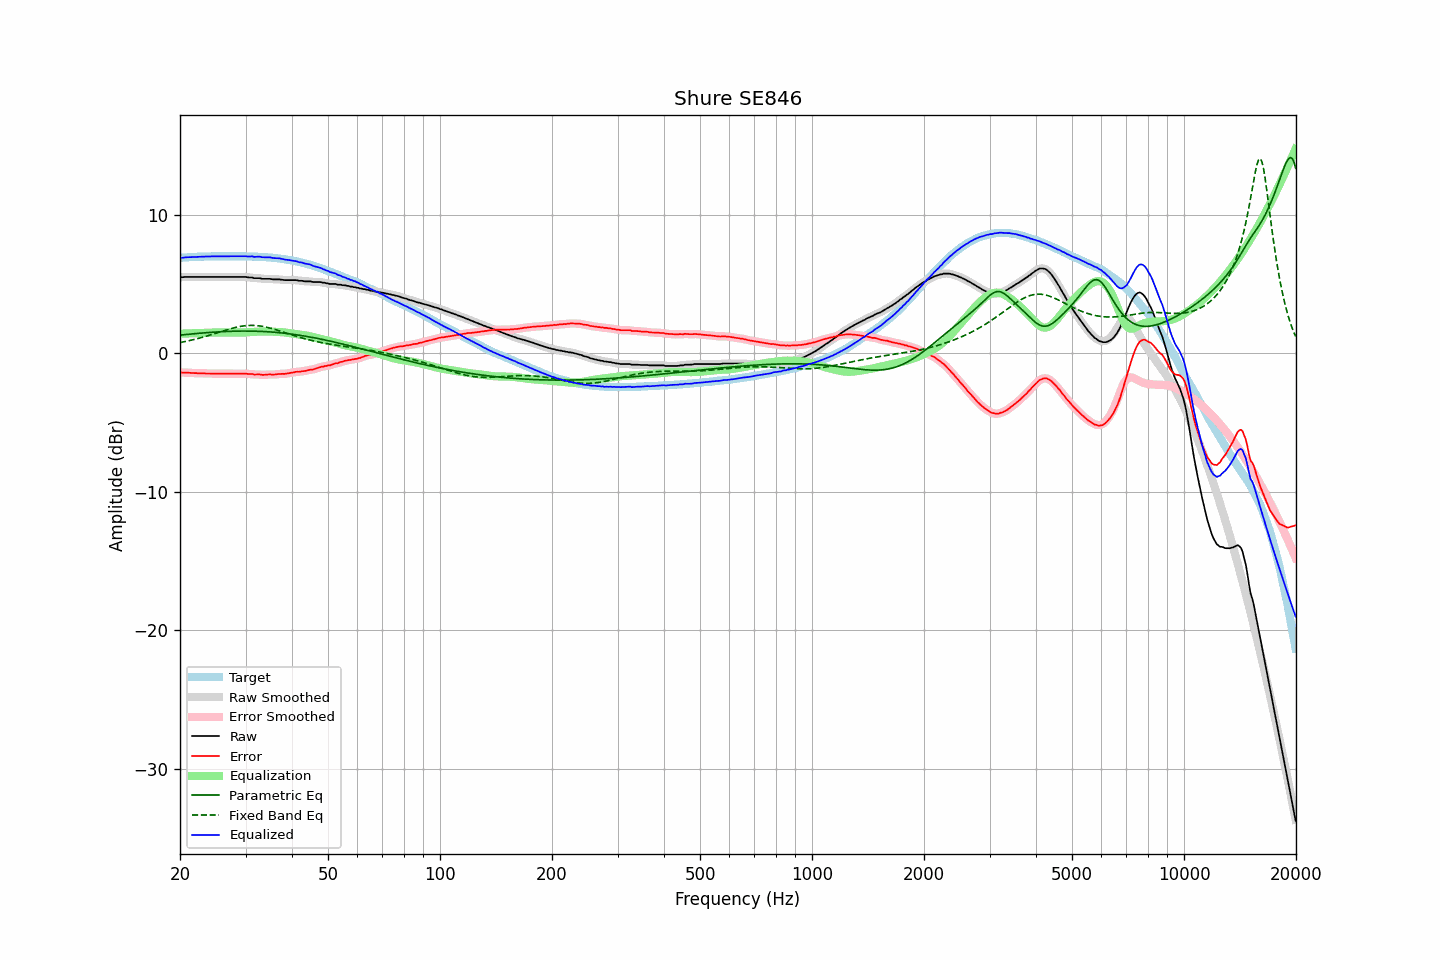 Shure SE846
Amplitude (dBr)
10
0
−10
−20
−30
Target
Raw Smoothed
Error Smoothed
Raw
Error
Equalization
Parametric Eq
Fixed Band Eq
Equalized
20 50 100 200 500 1000 2000 5000 10000 20000
Frequency (Hz)